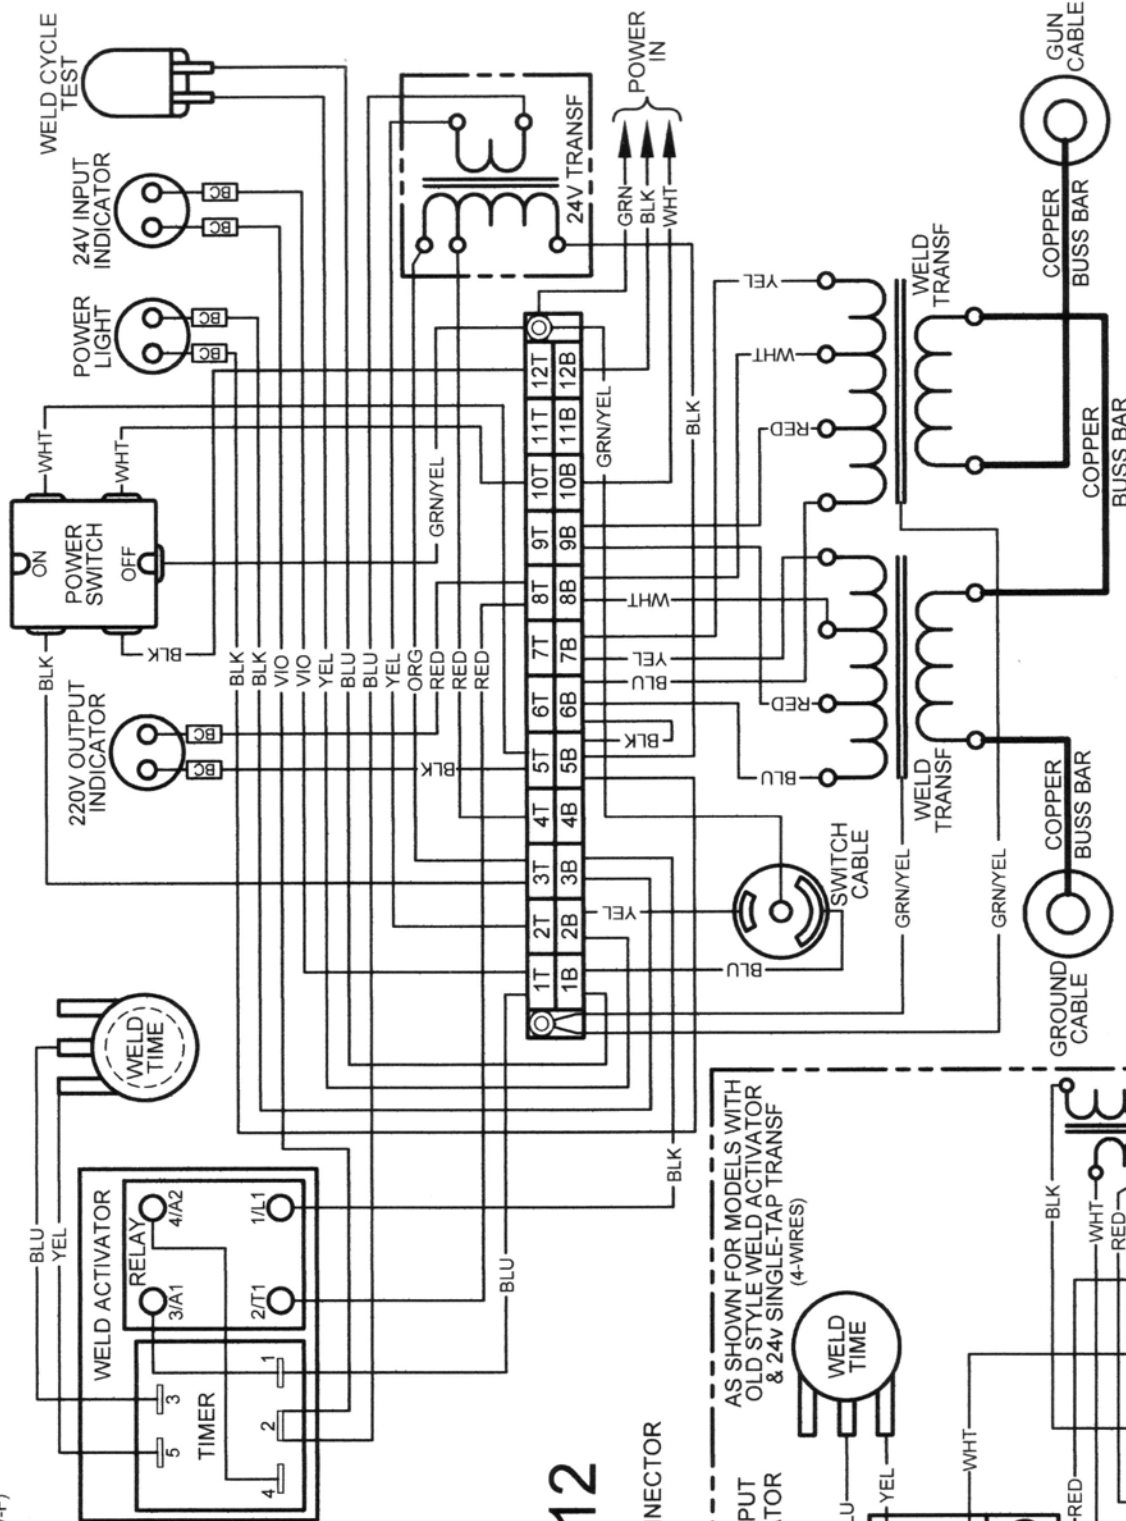 WELD CYCLE
TEST
24V INPUT
INDICATOR
POWER
LIGHT
ON
POWER
SWITCH
OFF
220V OUTPUT
INDICATOR
WELD
TIME
WELD ACTIVATOR
RELAY
4/A2
3/A1
1/L1
2/T1
TIMER
3
5
1
2
4
BLU
YEL
BC
BC
BC
BC
BC
BC
WHT
WHT
BLK
BLK
BLK
BLK
VIO
VIO
YEL
BLU
BLU
YEL
ORG
RED
RED
RED
BLK
GRN/YEL
24V TRANSF
POWER
IN
GRN
BLK
WHT
1T
2T
3T
4T
5T
6T
7T
8T
9T
10T
11T
12T
1B
2B
3B
4B
5B
6B
7B
8B
9B
10B
11B
12B
GRN/YEL
BLK
BLU
BLK
YEL
BLU
BLK
BLU
YEL
WHT
BLU
RED
RED
WHT
YEL
SWITCH
CABLE
WELD
TRANSF
WELD
TRANSF
GRN/YEL
GRN/YEL
GROUND
CABLE
COPPER
BUSS BAR
COPPER
BUSS BAR
COPPER
BUSS BAR
GUN
CABLE
12
NECTOR
PUT
TOR
AS SHOWN FOR MODELS WITH
OLD STYLE WELD ACTIVATOR
& 24v SINGLE-TAP TRANSF
(4-WIRES)
WELD
TIME
LU
YEL
WHT
RED
BLK
WHT
RED